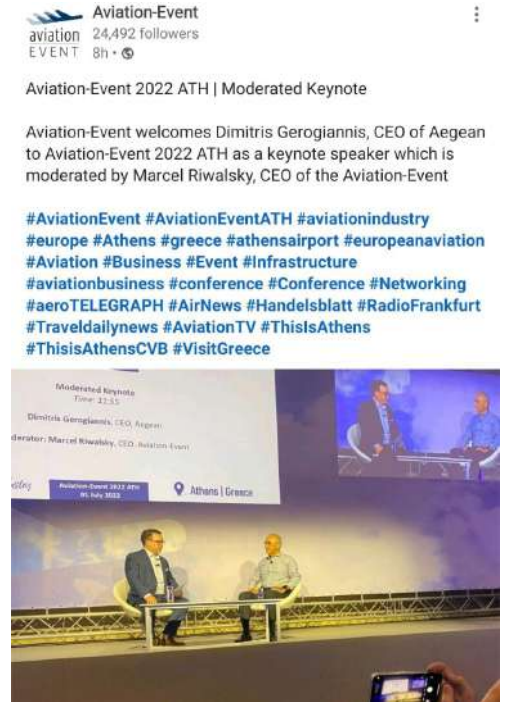 Aviation-Event
aviation
EVENT
24,492 followers
8h •
Aviation-Event 2022 ATH | Moderated Keynote
Aviation-Event welcomes Dimitris Gerogiannis, CEO of Aegean
to Aviation-Event 2022 ATH as a keynote speaker which is
moderated by Marcel Riwalsky, CEO of the Aviation-Event
#AviationEvent #AviationEventATH #aviationindustry
#europe #Athens #greece #athensairport #europeanaviation
#Aviation #Business #Event #Infrastructure
#aviationbusiness #conference #Conference #Networking
#aeroTELEGRAPH #AirNews #Handelsblatt #RadioFrankfurt
#Traveldailynews #AviationTV #ThisIsAthens
#ThisisAthensCVB #VisitGreece
Moderated Keynote
Time:
Dimitris Gerogiannis, CEO, Aegean
derator: Marcel Riwalsky, CEO, Aviation-Event
Aviation-Event 2022 ATH
July 2022
Athens | Greece